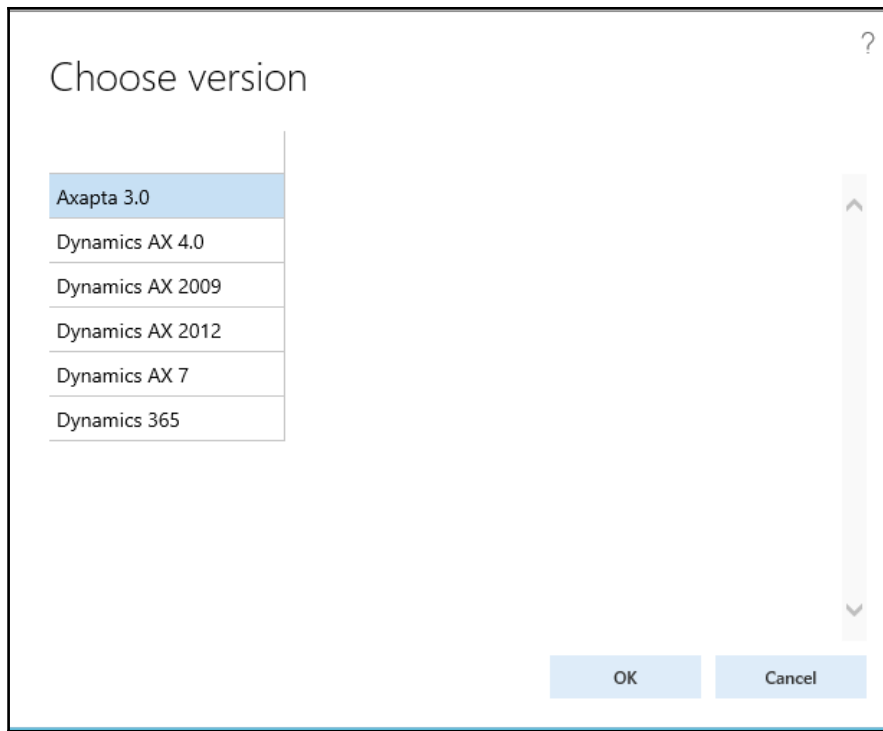 ?
Choose version
Axapta 3.0
Dynamics AX 4.0
Dynamics AX 2009
Dynamics AX 2012
Dynamics AX 7
Dynamics 365
OK Cancel